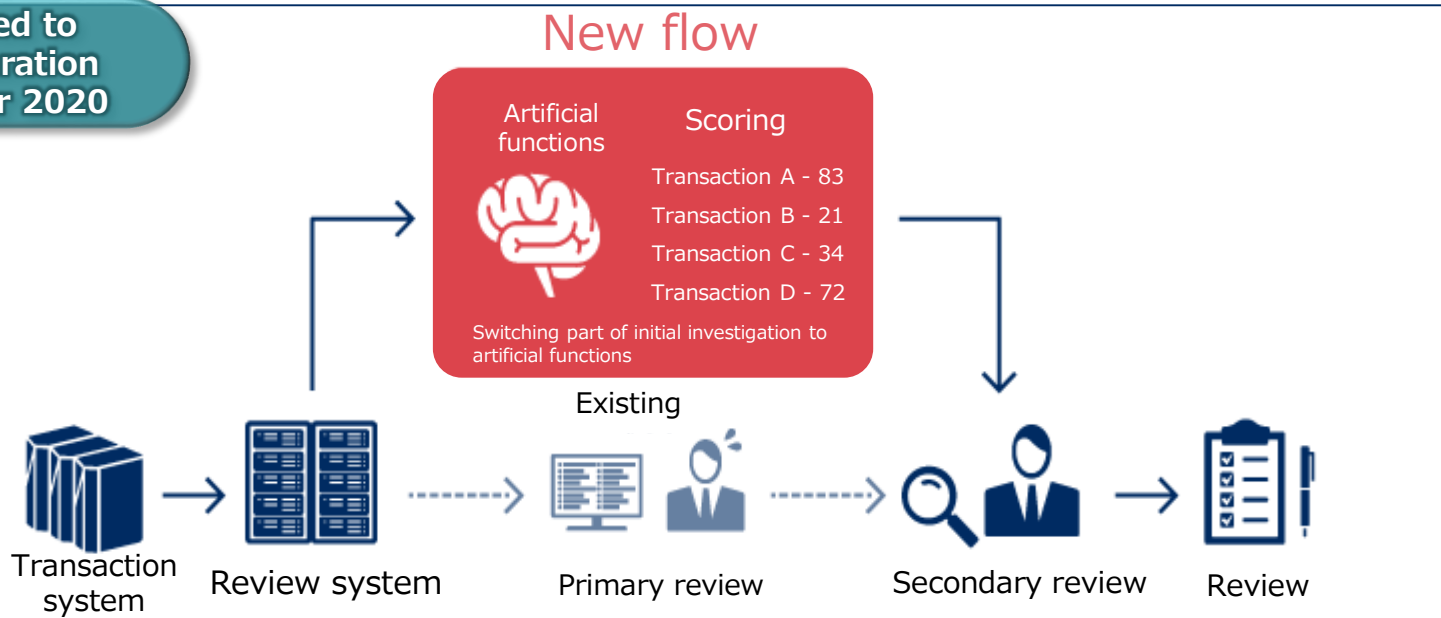 ed to
ration
r 2020
New flow
Artificial
functions
Scoring
Transaction A - 83
Transaction B - 21
Transaction C - 34
Transaction D - 72
Switching part of initial investigation to
artificial functions
Existing
Transaction
system
Review system
Primary review
Secondary review
Review